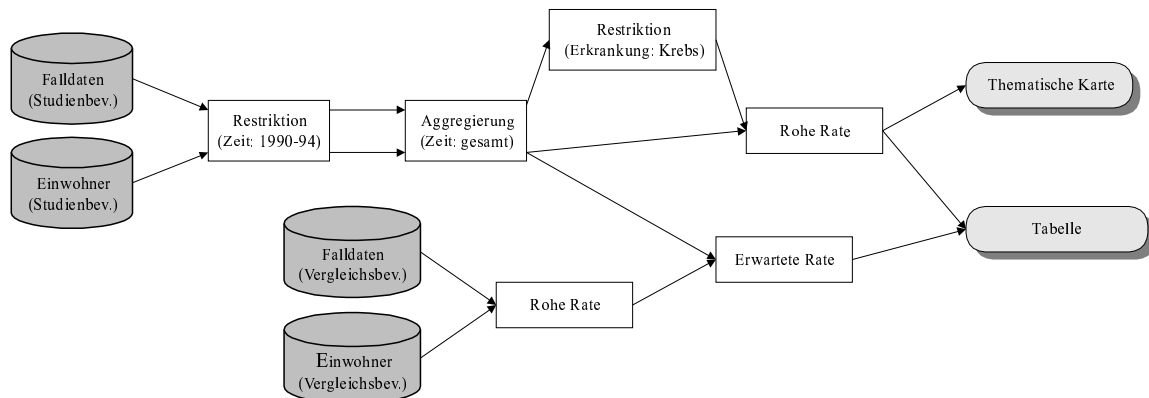 Falldaten
(Studienbev.)
Einwohner
(Studienbev.)
Restriktion
(Zeit: 1990-94)
Aggregierung
(Zeit: gesamt)
Restriktion
(Erkrankung: Krebs)
Rohe Rate
Thematische Karte
Tabelle
Falldaten
(Vergleichsbev.)
Einwohner
(Vergleichsbev.)
Rohe Rate
Erwartete Rate